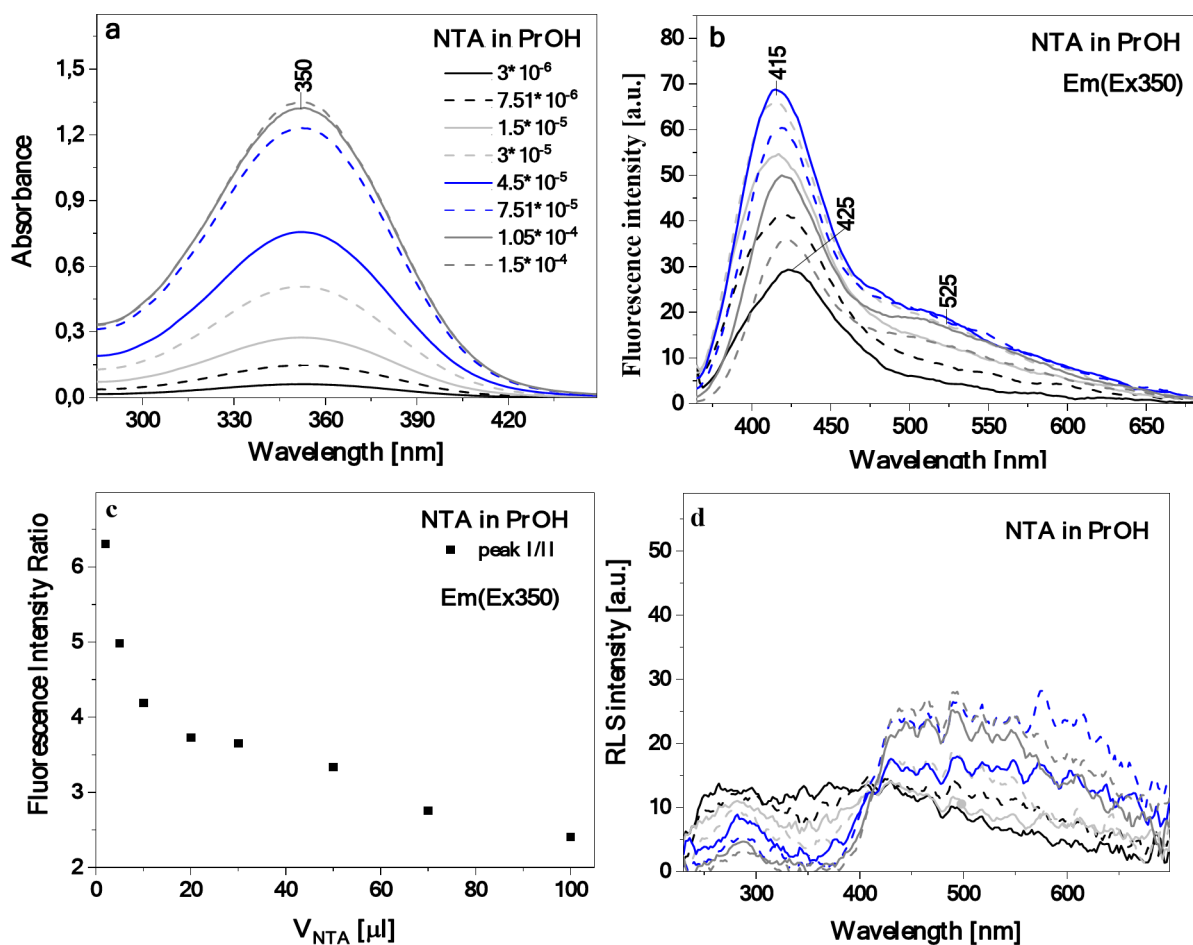 a
NTA in PrOH
350
3* 10-6
7.51* 10-6
1.5* 10-5
3* 10-5
4.5* 10-5
7.51* 10-5
1.05* 10-4
1.5* 10-4
1,5
1,2
0,9
0,6
0,3
0,0
Absorbance
300 330 360 390 420
Wavelength [nm]
b
NTA in PrOH
Em(Ex350)
415
425
525
80
70
60
50
40
30
20
10
0
Fluorescence intensity [a.u.]
400 450 500 550 600 650
Wavelength [nm]
c
NTA in PrOH
peak I/II
Em(Ex350)
6
5
4
3
2
Fluorescence Intensity Ratio
0 20 40 60 80 100
VNTA [µl]
d
NTA in PrOH
50
40
30
20
10
0
RLS intensity [a.u.]
300 400 500 600
Wavelength [nm]